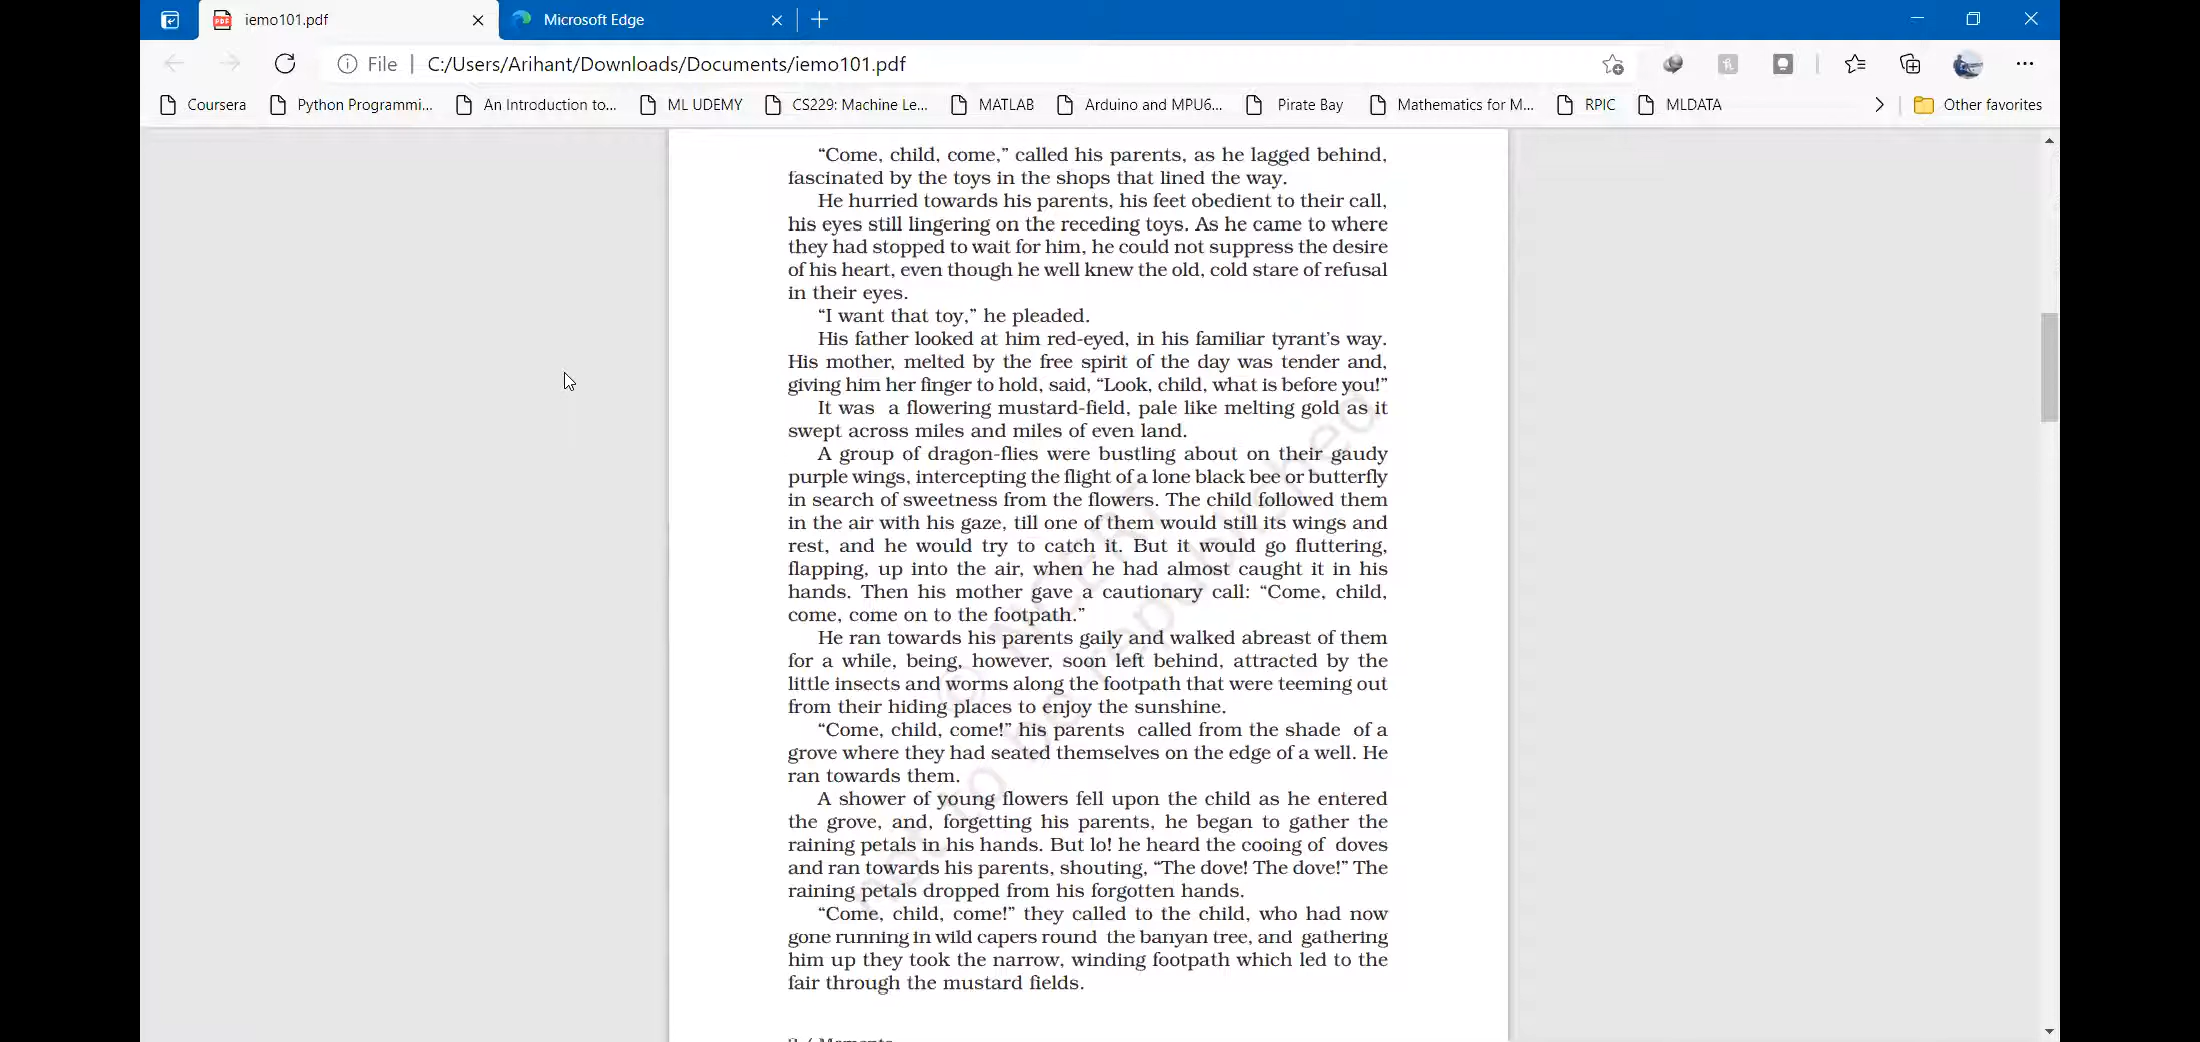 iemo101.pdf
Microsoft Edge
File | C:/Users/Arihant/Downloads/Documents/iemo101.pdf
Coursera Python Programmi... An Introduction to... ML UDEMY CS229: Machine Le... MATLAB Arduino and MPU6... Pirate Bay Mathematics for M... RPIC MLDATA Other favorites
“Come, child, come,” called his parents, as he lagged behind,
fascinated by the toys in the shops that lined the way.
He hurried towards his parents, his feet obedient to their call,
his eyes still lingering on the receding toys. As he came to where
they had stopped to wait for him, he could not suppress the desire
of his heart, even though he well knew the old, cold stare of refusal
in their eyes.
“I want that toy,” he pleaded.
His father looked at him red-eyed, in his familiar tyrant’s way.
His mother, melted by the free spirit of the day was tender and,
giving him her finger to hold, said, “Look, child, what is before you!”
It was a flowering mustard-field, pale like melting gold as it
swept across miles and miles of even land.
A group of dragon-flies were bustling about on their gaudy
purple wings, intercepting the flight of a lone black bee or butterfly
in search of sweetness from the flowers. The child followed them
in the air with his gaze, till one of them would still its wings and
rest, and he would try to catch it. But it would go fluttering,
flapping, up into the air, when he had almost caught it in his
hands. Then his mother gave a cautionary call: “Come, child,
come, come on to the footpath.”
He ran towards his parents gaily and walked abreast of them
for a while, being, however, soon left behind, attracted by the
little insects and worms along the footpath that were teeming out
from their hiding places to enjoy the sunshine.
“Come, child, come!” his parents called from the shade of a
grove where they had seated themselves on the edge of a well. He
ran towards them.
A shower of young flowers fell upon the child as he entered
the grove, and, forgetting his parents, he began to gather the
raining petals in his hands. But lo! he heard the cooing of doves
and ran towards his parents, shouting, “The dove! The dove!” The
raining petals dropped from his forgotten hands.
“Come, child, come!” they called to the child, who had now
gone running in wild capers round the banyan tree, and gathering
him up they took the narrow, winding footpath which led to the
fair through the mustard fields.
© NCERT
not to be republished